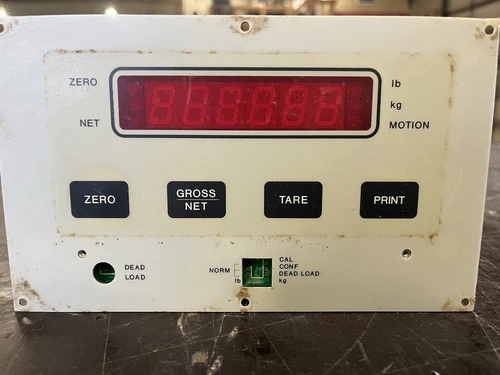 ZERO
NET
lb
kg
MOTION
ZERO
GROSS
NET
TARE
PRINT
DEAD
LOAD
NORM
lb
CAL
CONF
DEAD LOAD
kg